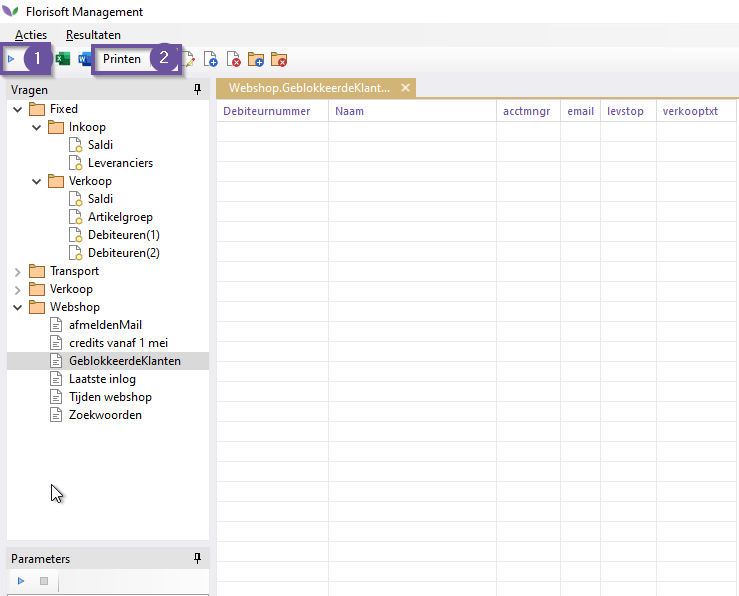 Florisoft Management
Acties Resultaten
1 X W Printen 2
Vragen
Webshop.GeblokkeerdeKlant...
Debiteurnummer Naam acctmngr email levstop verkooptxt
Fixed
Inkoop
Saldi
Leveranciers
Verkoop
Saldi
Artikelgroep
Debiteuren(1)
Debiteuren(2)
Transport
Verkoop
Webshop
afmeldenMail
credits vanaf 1 mei
GeblokkeerdeKlanten
Laatste inlog
Tijden webshop
Zoekwoorden
Parameters